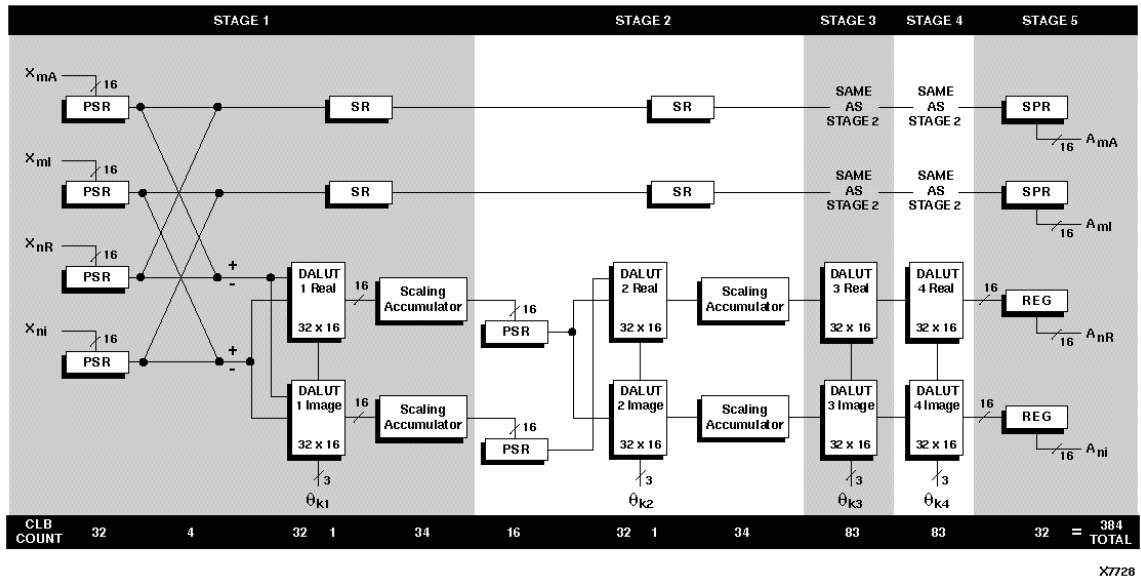 STAGE 1 STAGE 2 STAGE 3 STAGE 4 STAGE 5
XmA
16
PSR
SR
SR
SAME
AS
STAGE 2
SAME
AS
STAGE 2
SPR
16
AmA
XmI
16
PSR
SR
SR
SAME
AS
STAGE 2
SAME
AS
STAGE 2
SPR
16
AmI
XnR
16
PSR
+
-
DALUT
1 Real
32 x 16
16
Scaling
Accumulator
16
PSR
DALUT
2 Real
32 x 16
Scaling
Accumulator
DALUT
3 Real
32 x 16
DALUT
4 Real
32 x 16
16
REG
16
AnR
Xni
16
PSR
+
-
DALUT
1 Image
32 x 16
16
Scaling
Accumulator
16
PSR
DALUT
2 Image
32 x 16
Scaling
Accumulator
DALUT
3 Image
32 x 16
DALUT
4 Image
32 x 16
16
REG
16
Ani
3
θK1
3
θK2
3
θK3
3
θK4
CLB
COUNT
32 4 32 1 34 16 32 1 34 83 83 32 = 384
TOTAL
X7728